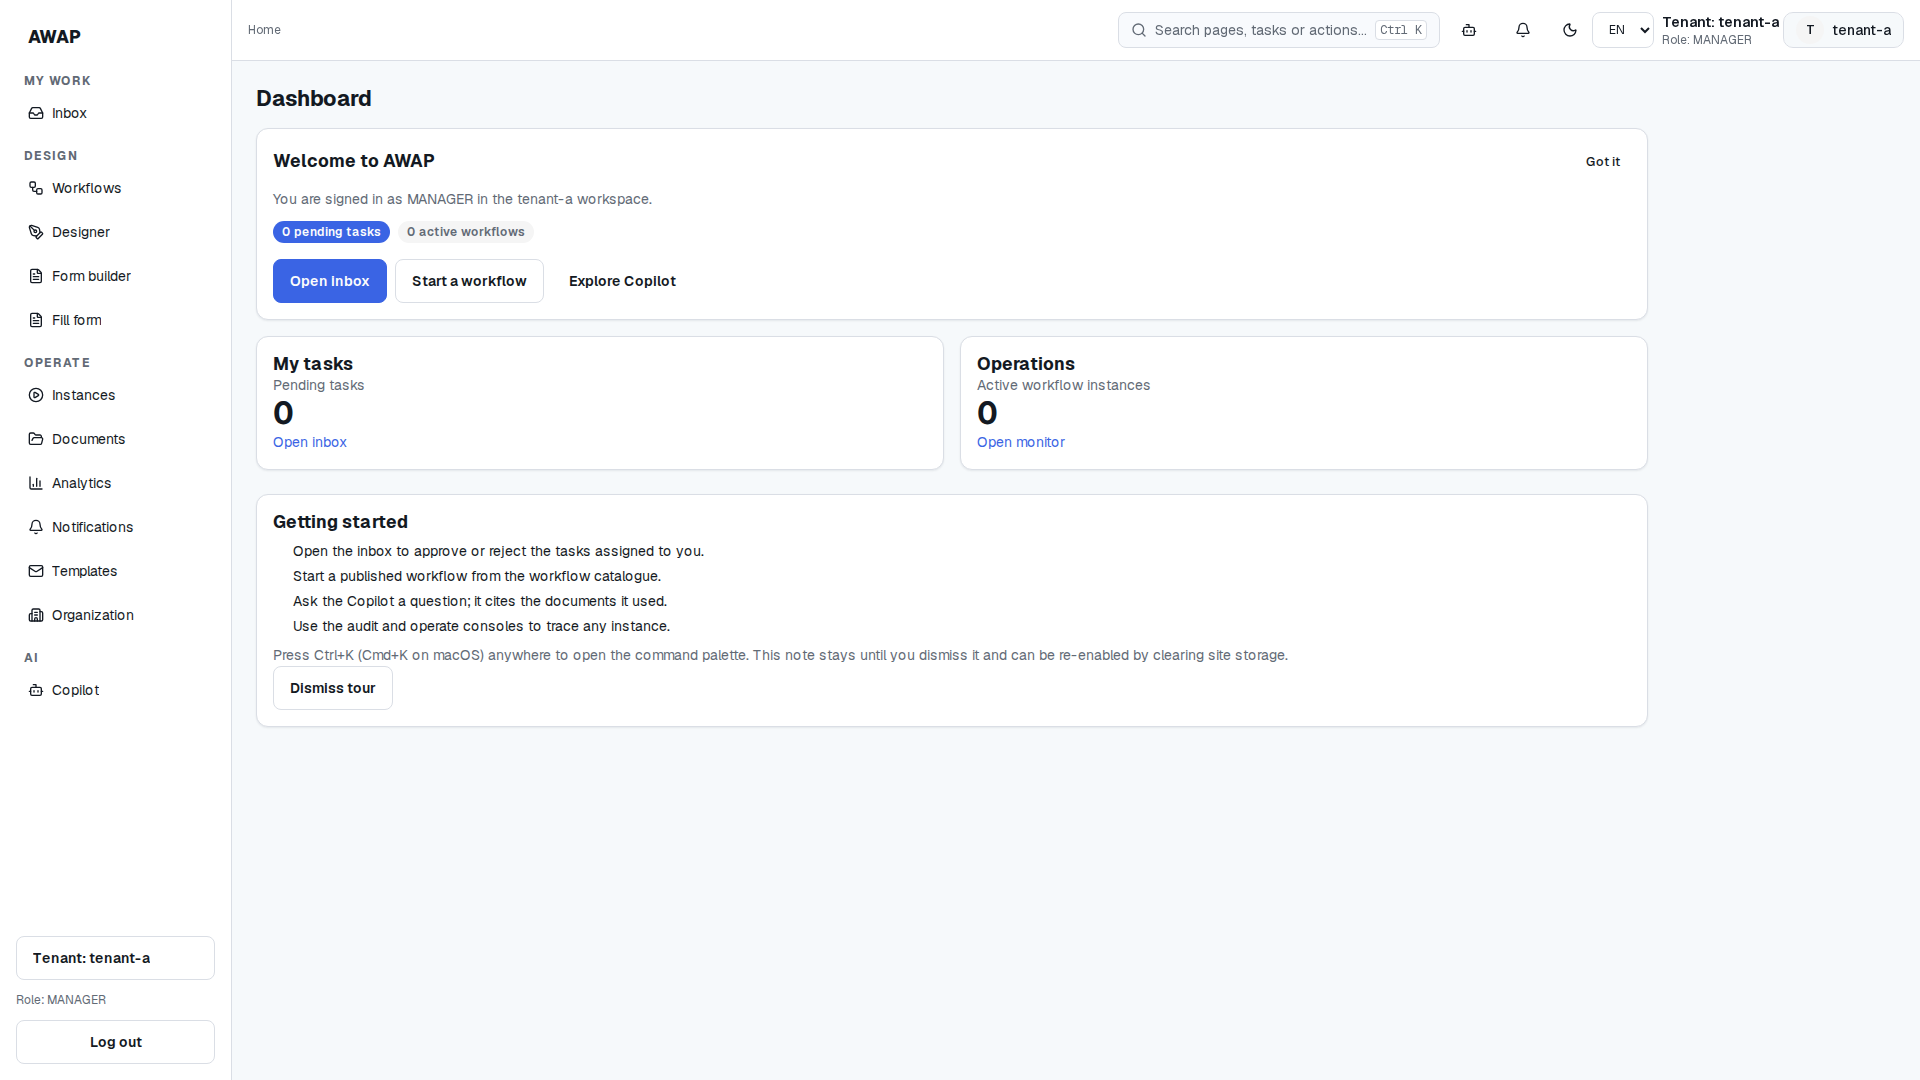 AWAP
MY WORK
Inbox
DESIGN
Workflows
Designer
Form builder
Fill form
OPERATE
Instances
Documents
Analytics
Notifications
Templates
Organization
AI
Copilot
Tenant: tenant-a
Role: MANAGER
Log out
Home
Search pages, tasks or actions...
Ctrl K
EN
Tenant: tenant-a
Role: MANAGER
T
tenant-a
Dashboard
Welcome to AWAP
Got it
You are signed in as MANAGER in the tenant-a workspace.
0 pending tasks
0 active workflows
Open Inbox
Start a workflow
Explore Copilot
My tasks
Pending tasks
0
Open inbox
Operations
Active workflow instances
0
Open monitor
Getting started
Open the inbox to approve or reject the tasks assigned to you.
Start a published workflow from the workflow catalogue.
Ask the Copilot a question; it cites the documents it used.
Use the audit and operate consoles to trace any instance.
Press Ctrl+K (Cmd+K on macOS) anywhere to open the command palette. This note stays until you dismiss it and can be re-enabled by clearing site storage.
Dismiss tour